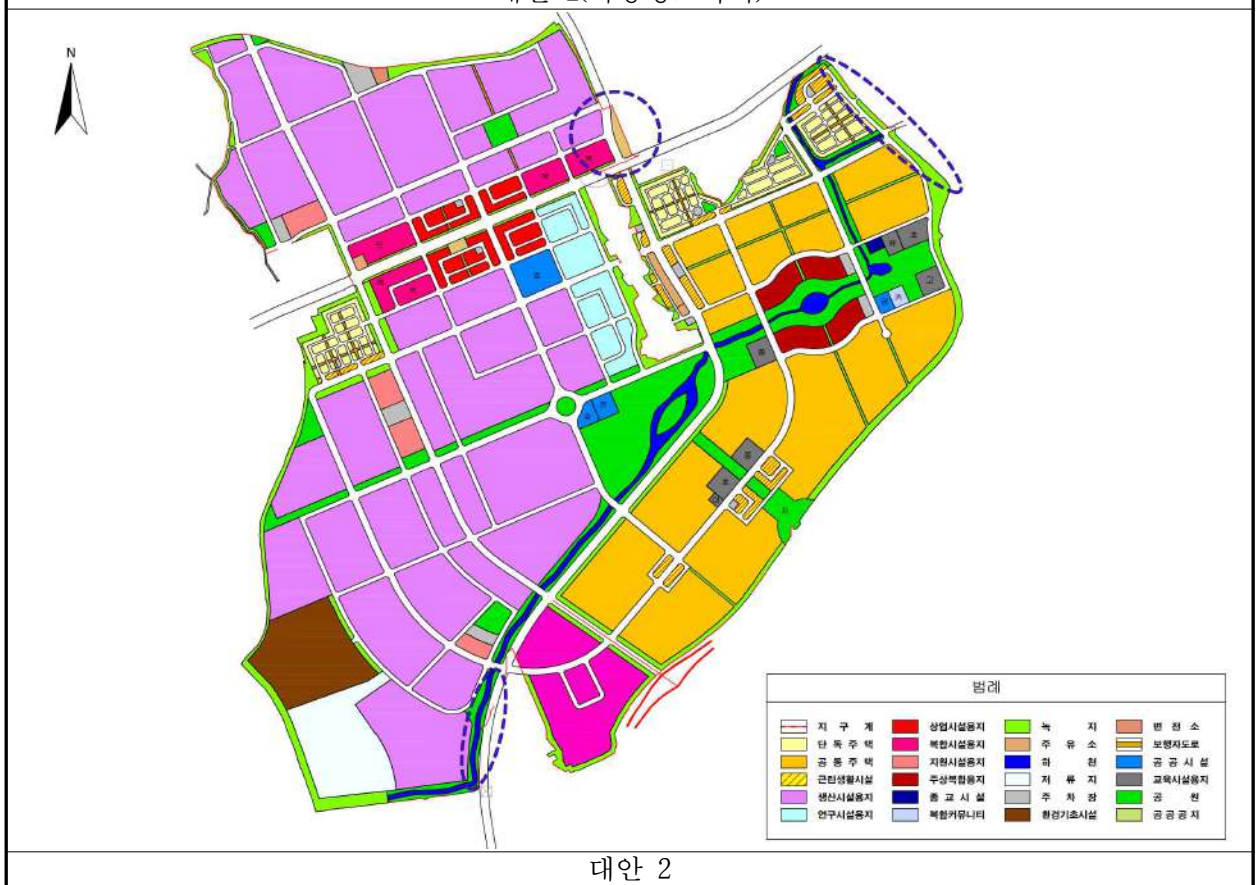 N
범례
지구계 상업시설용지 녹지 변전소
단독주택 복합시설용지 주유소 보행자도로
공동주택 지원시설용지 하천 공공시설
근린생활시설 주상복합용지 저류지 교육시설용지
생산시설용지 종교시설 주차장 공원
연구시설용지 복합커뮤니티 환경기초시설 공공공지
대안 2